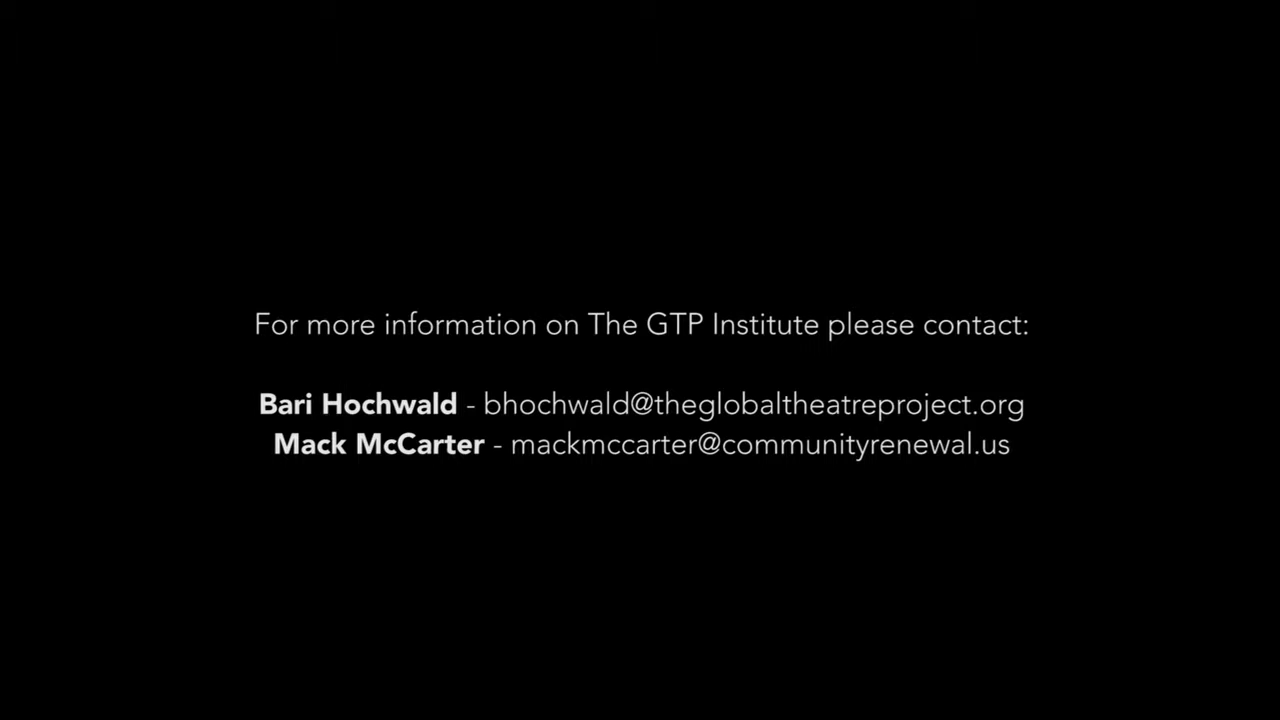 For more information on The GTP Institute please contact:
Bari Hochwald - bhochwald@theglobaltheatreproject.org
Mack McCarter - mackmccarter@communityrenewal.us